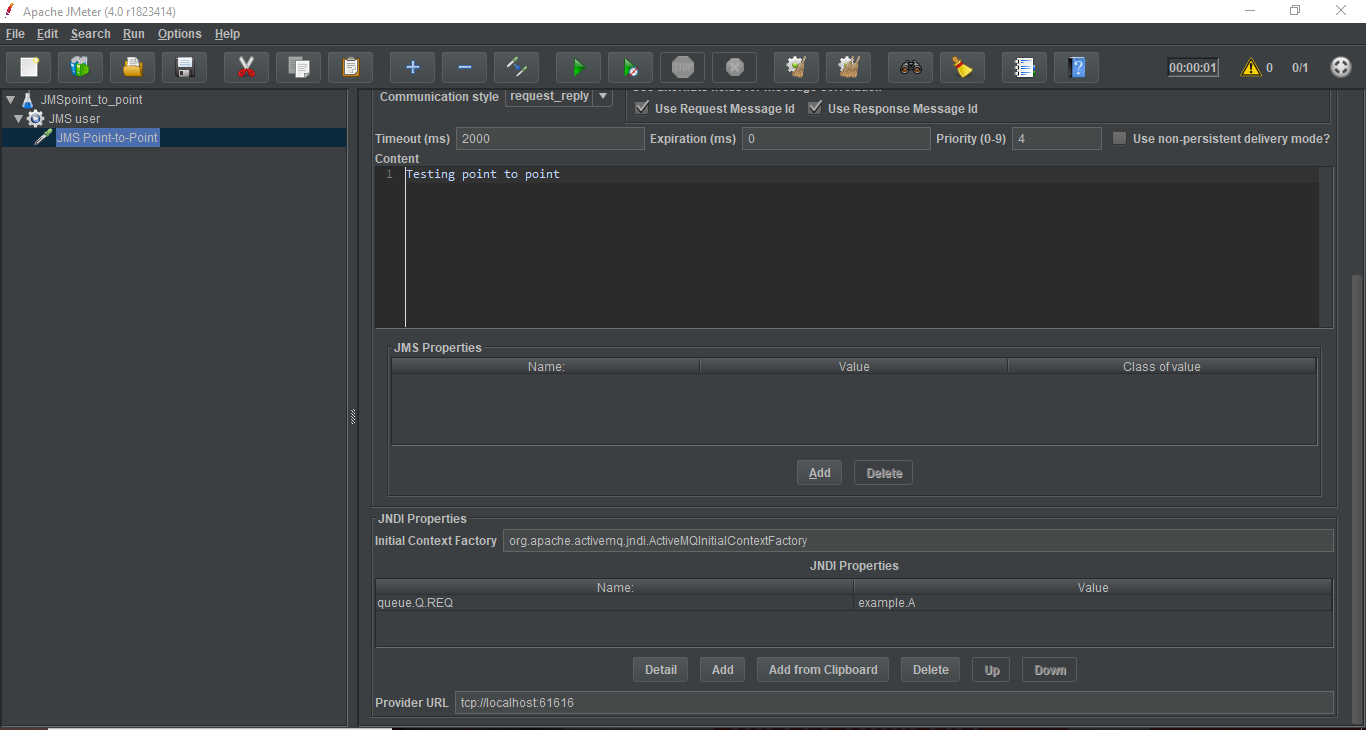 Apache JMeter (4.0 r1823414)
File Edit Search Run Options Help
00:00:01 0 0/1
JMSpoint_to_point
JMS user
JMS Point-to-Point
Communication style request_reply
Use Request Message Id Use Response Message Id
Timeout (ms) 2000 Expiration (ms) 0 Priority (0-9) 4 Use non-persistent delivery mode?
Content
1 Testing point to point
JMS Properties
Name: Value Class of value
Add Delete
JNDI Properties
Initial Context Factory org.apache.activemq.jndi.ActiveMQInitialContextFactory
JNDI Properties
Name: Value
queue.Q.REQ example.A
Detail Add Add from Clipboard Delete Up Down
Provider URL tcp://localhost:61616